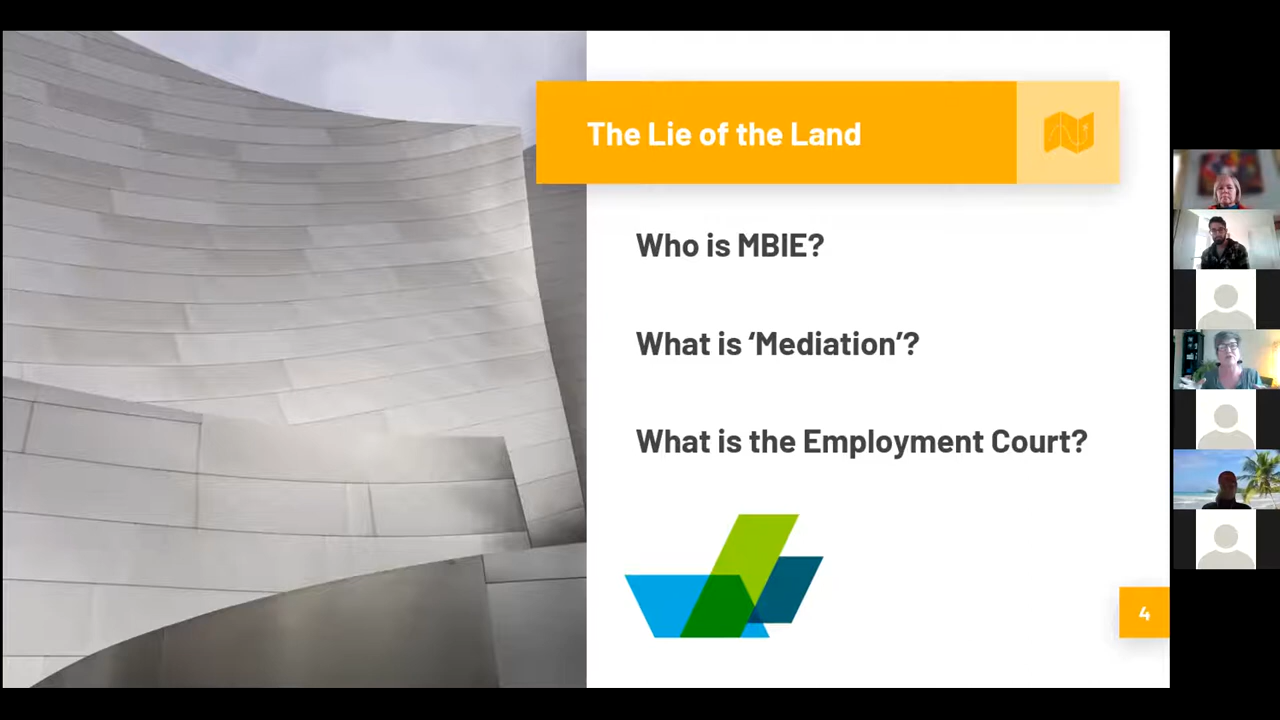 The Lie of the Land
Who is MBIE?
What is ‘Mediation’?
What is the Employment Court?
4